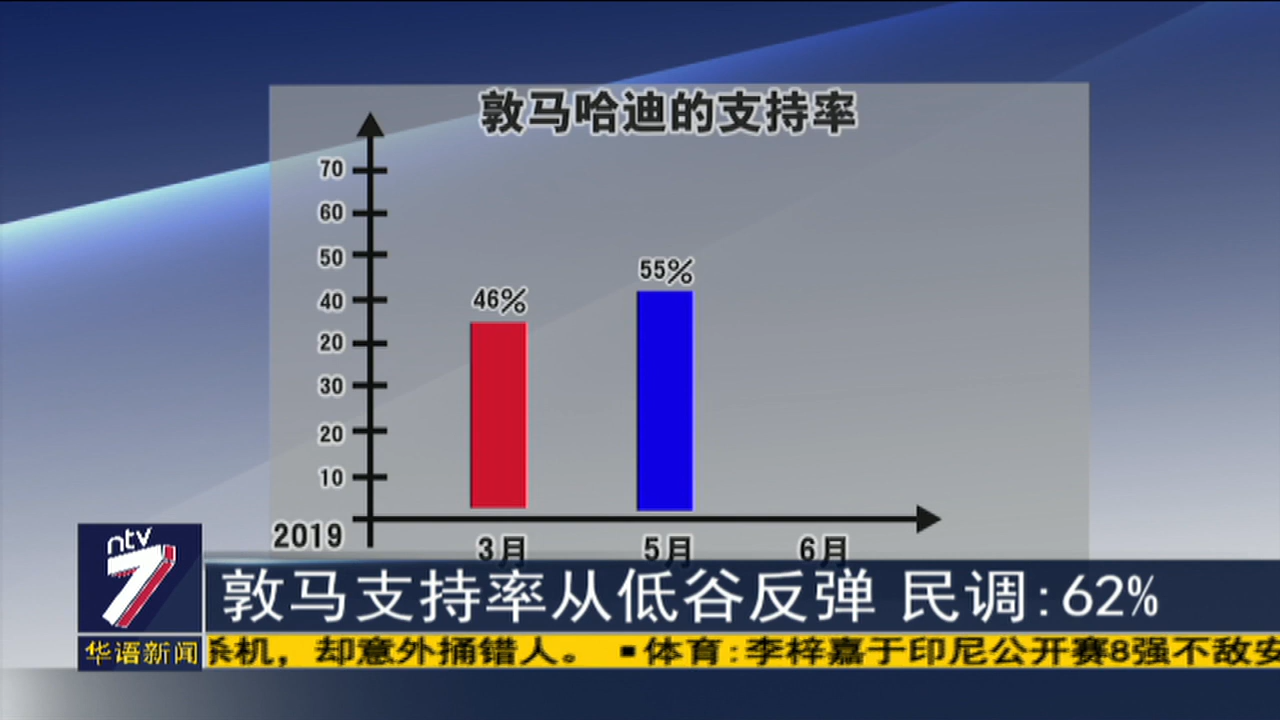 敦马哈迪的支持率
70
60
50
40
20
30
20
10
46%
55%
2019
3月
5月
6月
ntv
7
华语新闻
敦马支持率从低谷反弹 民调:62%
杀机，却意外捅错人。 ▪体育:李梓嘉于印尼公开赛8强不敌安